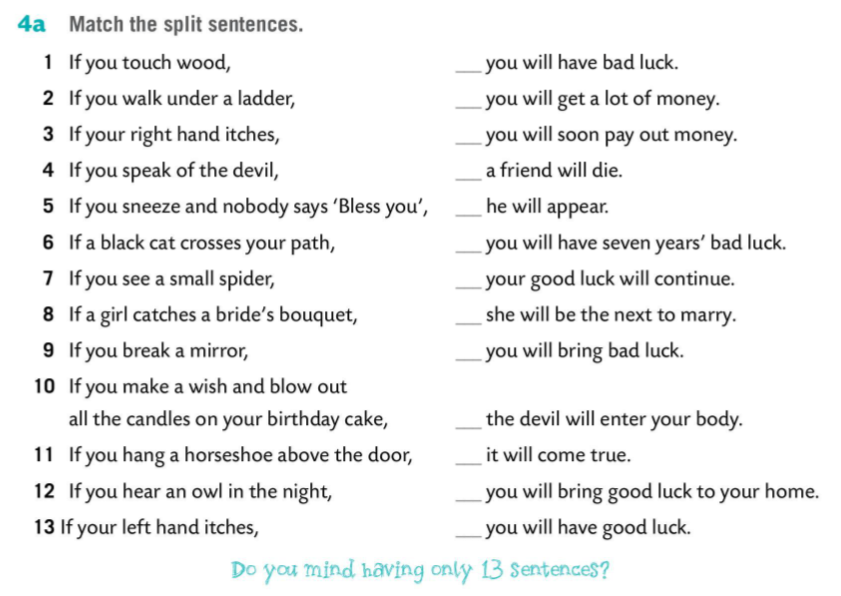 4a Match the split sentences.
1 If you touch wood, ___ you will have bad luck.
2 If you walk under a ladder, ___ you will get a lot of money.
3 If your right hand itches, ___ you will soon pay out money.
4 If you speak of the devil, ___ a friend will die.
5 If you sneeze and nobody says ‘Bless you’, ___ he will appear.
6 If a black cat crosses your path, ___ you will have seven years’ bad luck.
7 If you see a small spider, ___ your good luck will continue.
8 If a girl catches a bride’s bouquet, ___ she will be the next to marry.
9 If you break a mirror, ___ you will bring bad luck.
10 If you make a wish and blow out
all the candles on your birthday cake, ___ the devil will enter your body.
11 If you hang a horseshoe above the door, ___ it will come true.
12 If you hear an owl in the night, ___ you will bring good luck to your home.
13 If your left hand itches, ___ you will have good luck.
Do you mind having only 13 sentences?